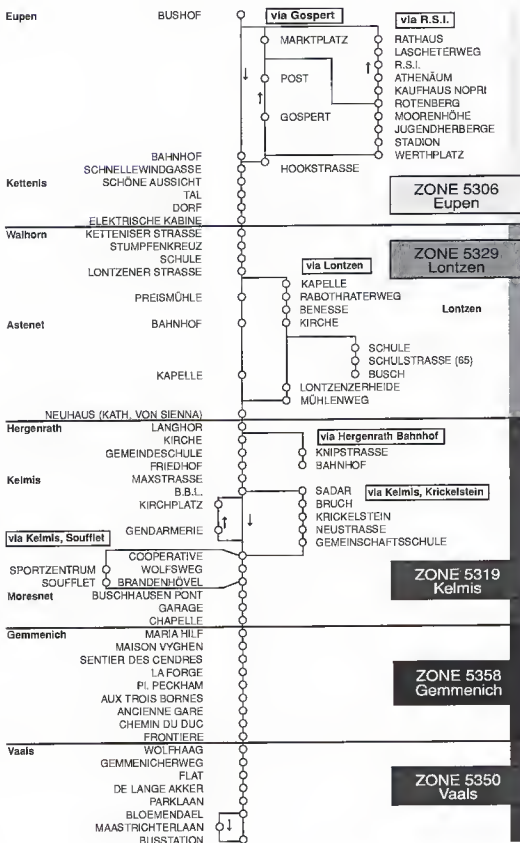 Eupen
BUSHOF
via Gospert
via R.S.I.
MARKTPLATZ
RATHAUS
LASCHETERWEG
R.S.I.
POST
ATHENÄUM
KAUFHAUS NOPRI
ROTENBERG
GOSPERT
MOORENHÖHE
JUGENDHERBERGE
STADION
BAHNHOF
WERTHPLATZ
HOOKSTRASSE
SCHNELLEWINDGASSE
Kettenis
SCHÖNE AUSSICHT
TAL
DORF
ELEKTRISCHE KABINE
ZONE 5306
Eupen
Walhorn
KETTENISER STRASSE
STUMPFENKREUZ
SCHULE
LONTZENER STRASSE
ZONE 5329
Lontzen
via Lontzen
KAPELLE
PREISMÜHLE
RABOTHRATERWEG
BENESSE
Lontzen
Astenet
BAHNHOF
KIRCHE
SCHULE
SCHULSTRASSE (65)
KAPELLE
BUSCH
LONTZENZERHEIDE
MÜHLENWEG
NEUHAUS (KATH. VON SIENNA)
Hergenrath
LANGHOR
KIRCHE
via Hergenrath Bahnhof
GEMEINDESCHULE
KNIPSTRASSE
FRIEDHOF
BAHNHOF
Kelmis
MAXSTRASSE
B.B.L.
SADAR
via Kelmis, Krickelstein
KIRCHPLATZ
BRUCH
KRICKELSTEIN
GENDARMERIE
NEUSTRASSE
via Kelmis, Soufflet
GEMEINSCHAFTSSCHULE
COOPERATIVE
SPORTZENTRUM
WOLFSWEG
SOUFFLET
BRANDENHÖVEL
ZONE 5319
Kelmis
Moresnet
BUSCHHAUSEN PONT
GARAGE
CHAPELLE
Gemmenich
MARIA HILF
MAISON VYGHEN
SENTIER DES CENDRES
LA FORGE
Pl. PECKHAM
AUX TROIS BORNES
ANCIENNE GARE
CHEMIN DU DUC
FRONTIERE
ZONE 5358
Gemmenich
Vaals
WOLFHAAG
GEMMENICHERWEG
FLAT
DE LANGE AKKER
PARKLAAN
BLOEMENDAEL
MAASTRICHTERLAAN
BUSSTATION
ZONE 5350
Vaals